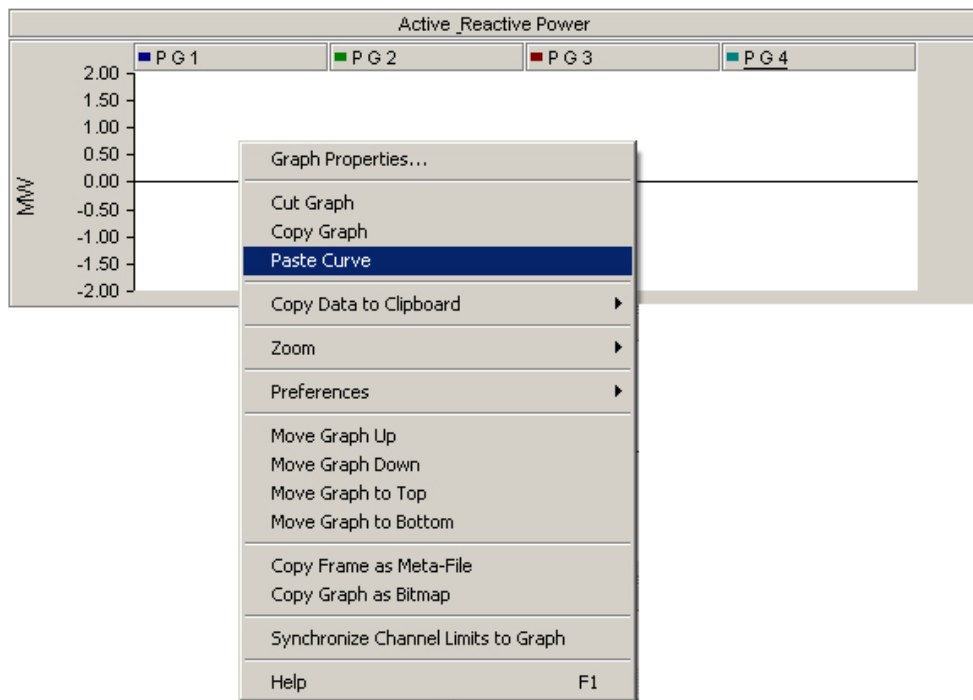 Active _Reactive Power
P G 1 P G 2 P G 3 P G 4
2.00
1.50
1.00
0.50
0.00
-0.50
-1.00
-1.50
-2.00
MW
Graph Properties...
Cut Graph
Copy Graph
Paste Curve
Copy Data to Clipboard
Zoom
Preferences
Move Graph Up
Move Graph Down
Move Graph to Top
Move Graph to Bottom
Copy Frame as Meta-File
Copy Graph as Bitmap
Synchronize Channel Limits to Graph
Help F1